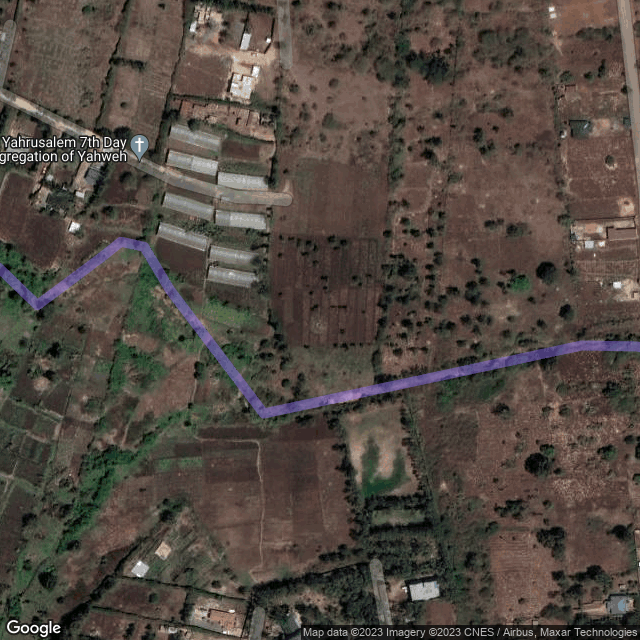 Yahrusalem 7th Day
gregation of Yahweh
Google
Map data ©2023 Imagery ©2023 CNES / Airbus, Maxar Technologies